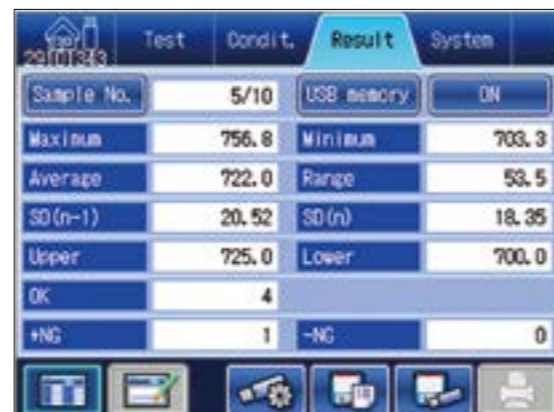 Test Condit. Result System
Sample No. 5/10 USB memory ON
Maximum 756.8 Minimum 703.3
Average 722.0 Range 53.5
SD(n-1) 20.52 SD(n) 18.35
Upper 725.0 Lower 700.0
OK 4
+NG 1 -NG 0